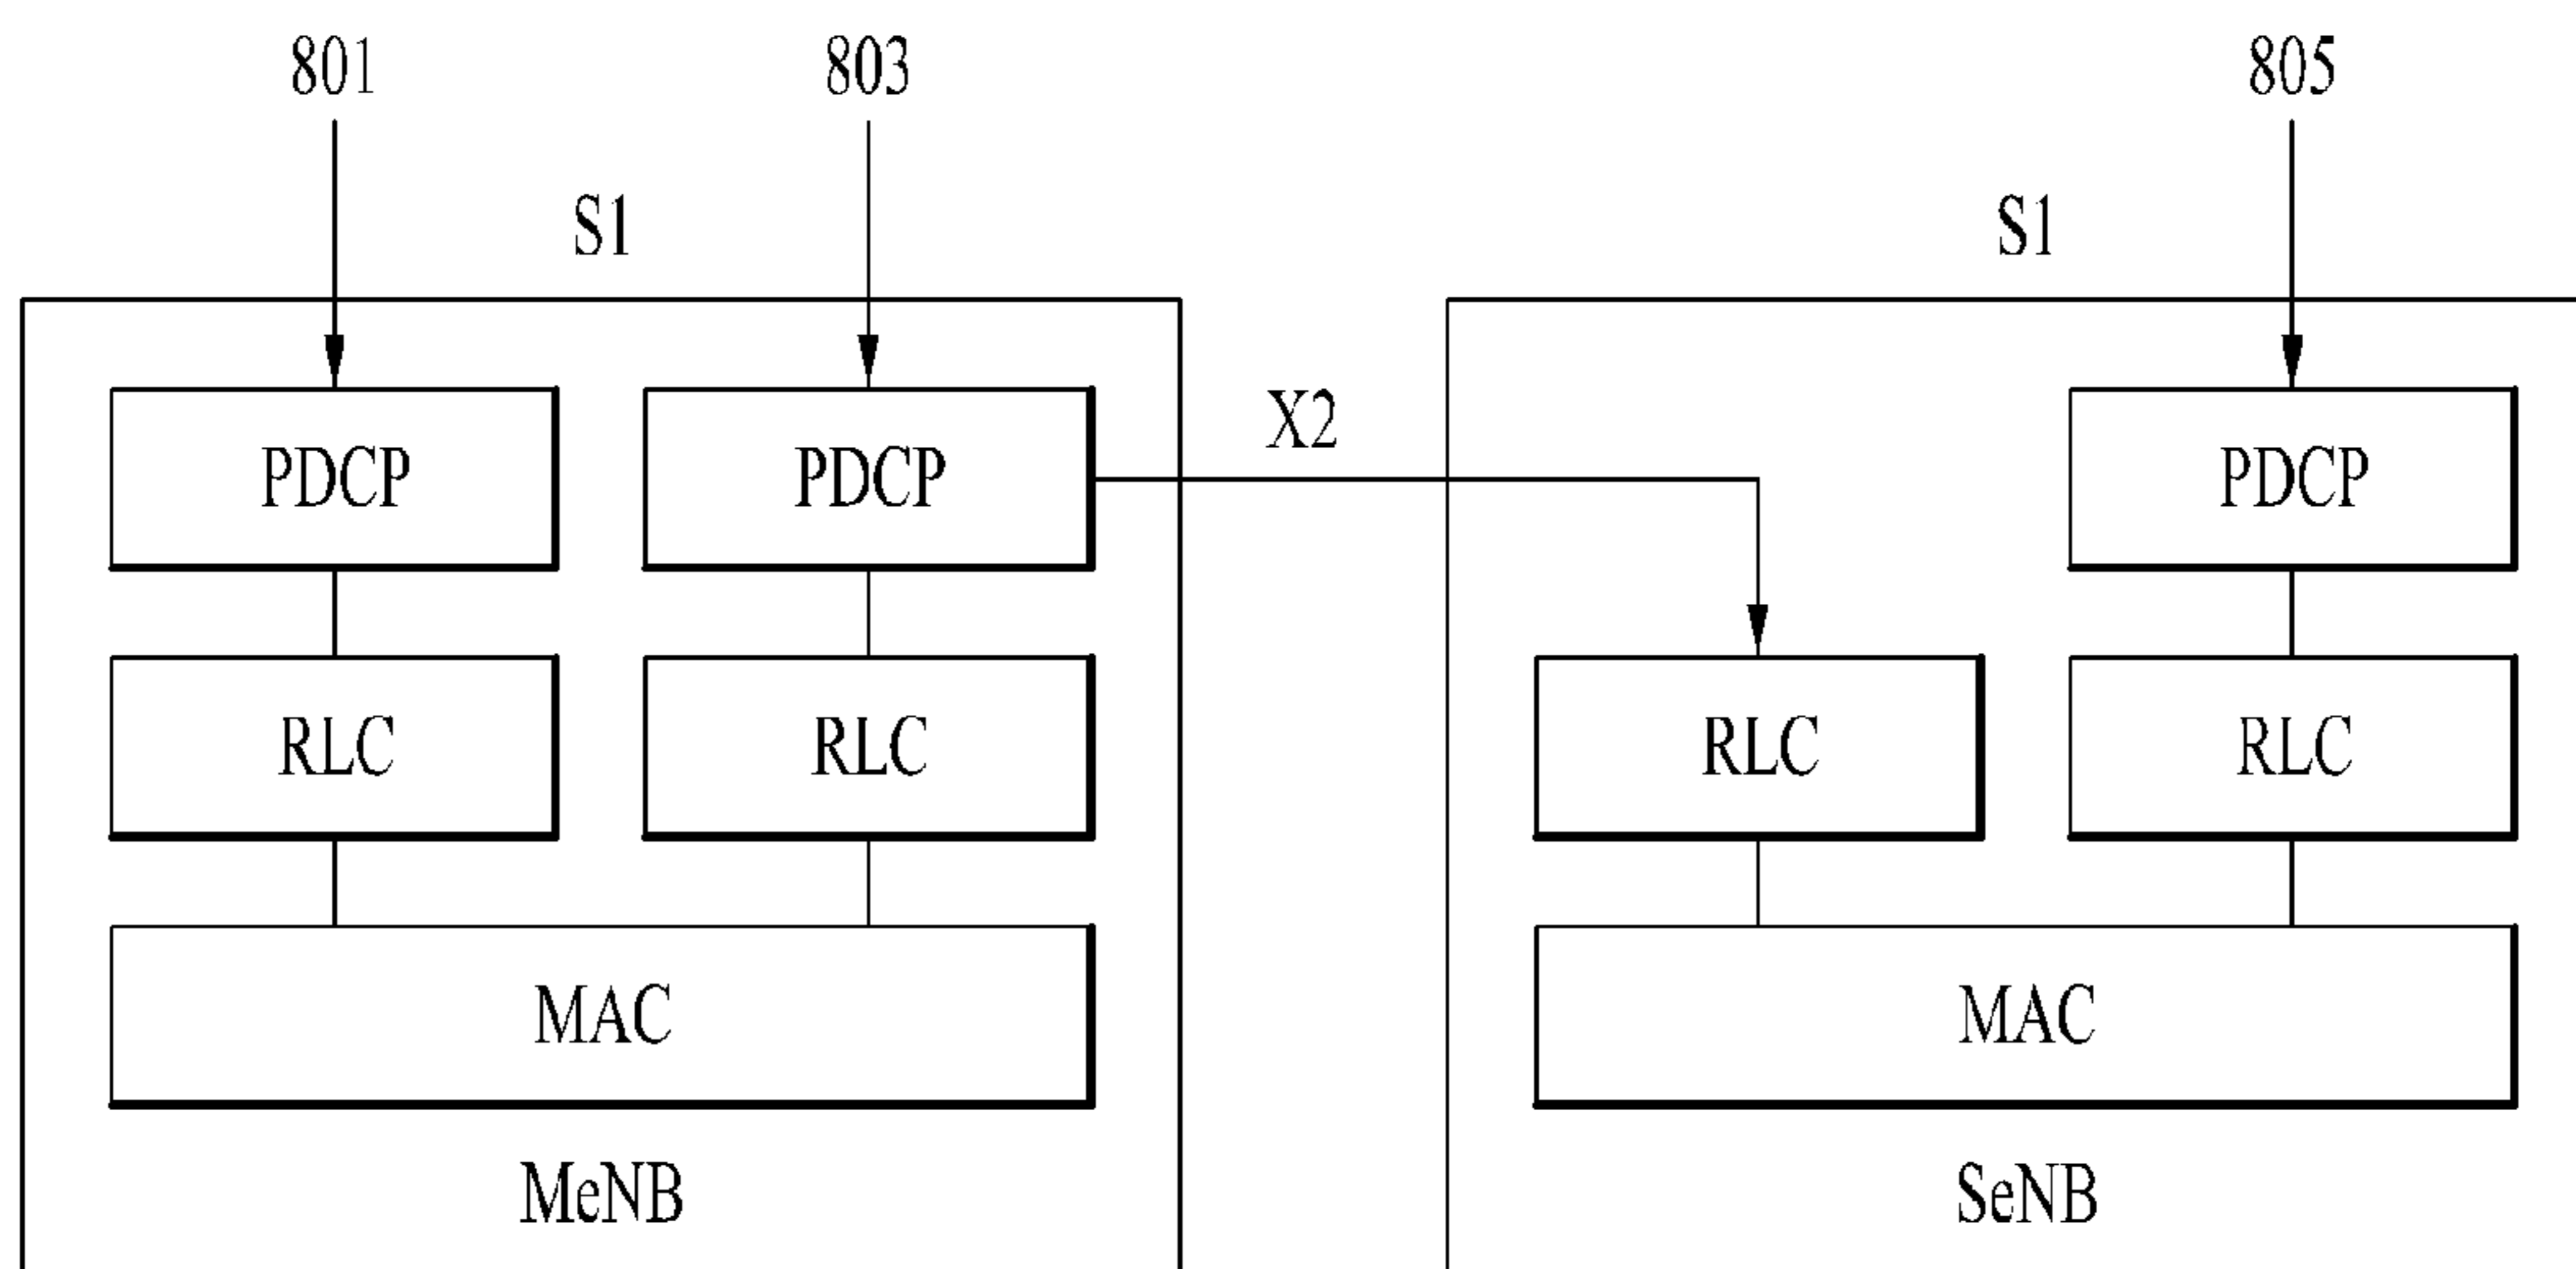 801 803 805
S1 S1
X2
PDCP PDCP PDCP
RLC RLC RLC RLC
MAC MAC
MeNB SeNB